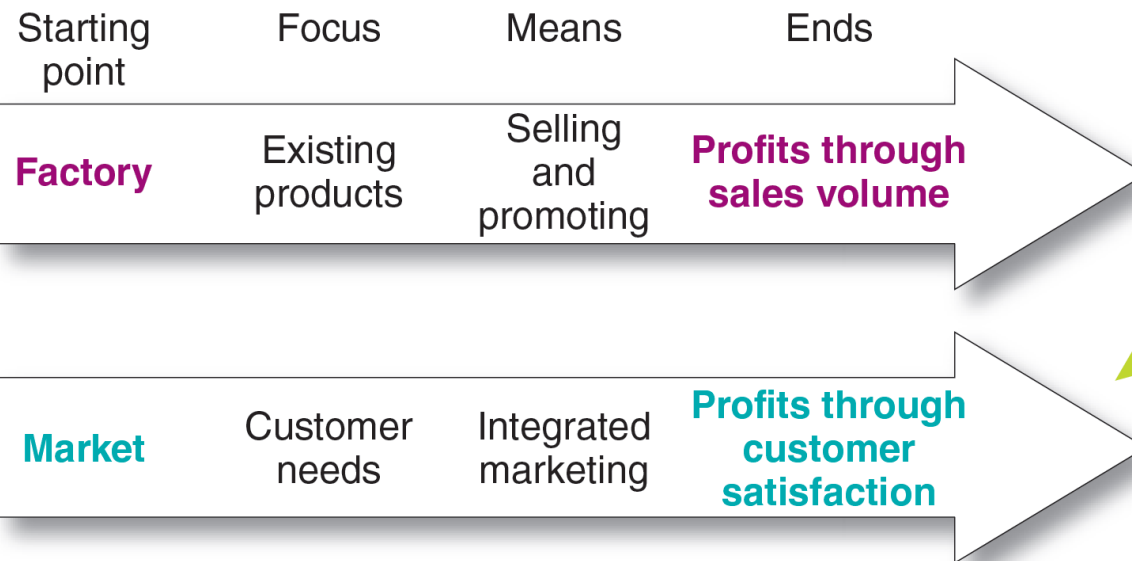 Starting
point
Focus
Means
Ends
Factory
Existing
products
Selling
and
promoting
Profits through
sales volume
Market
Customer
needs
Integrated
marketing
Profits through
customer
satisfaction